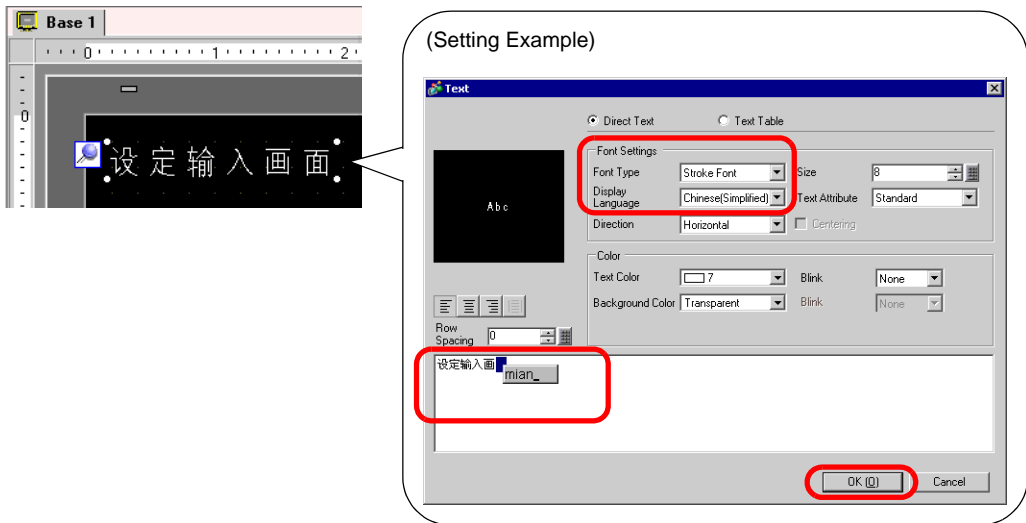 Base 1
0 1 2
0
设定输入画面
(Setting Example)
Text
Direct Text Text Table
Font Settings
Font Type Stroke Font Size 8
Display Language Chinese(Simplified) Text Attribute Standard
Direction Horizontal Centering
Abc
Color
Text Color 7 Blink None
Background Color Transparent Blink None
Row Spacing 0
设定输入画 mian_
OK (O) Cancel